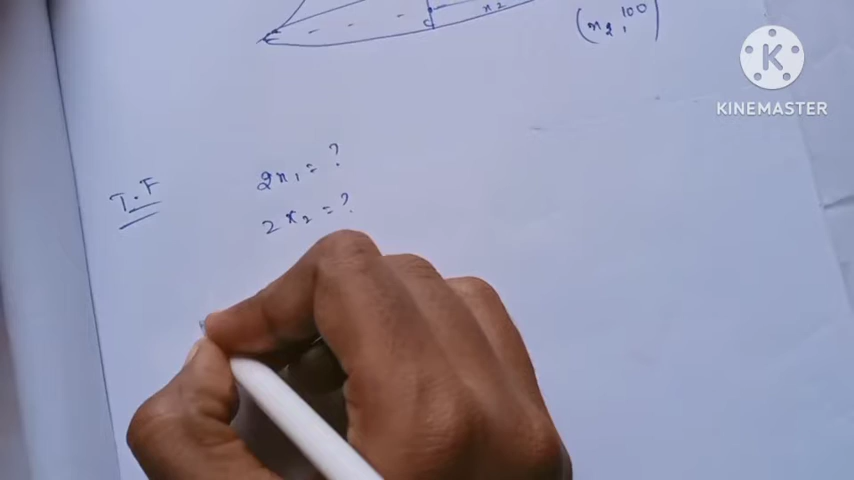 x₂
(x₂, 100)
KINEMASTER
2x₁ = ?
T.F
2x₂ = ?